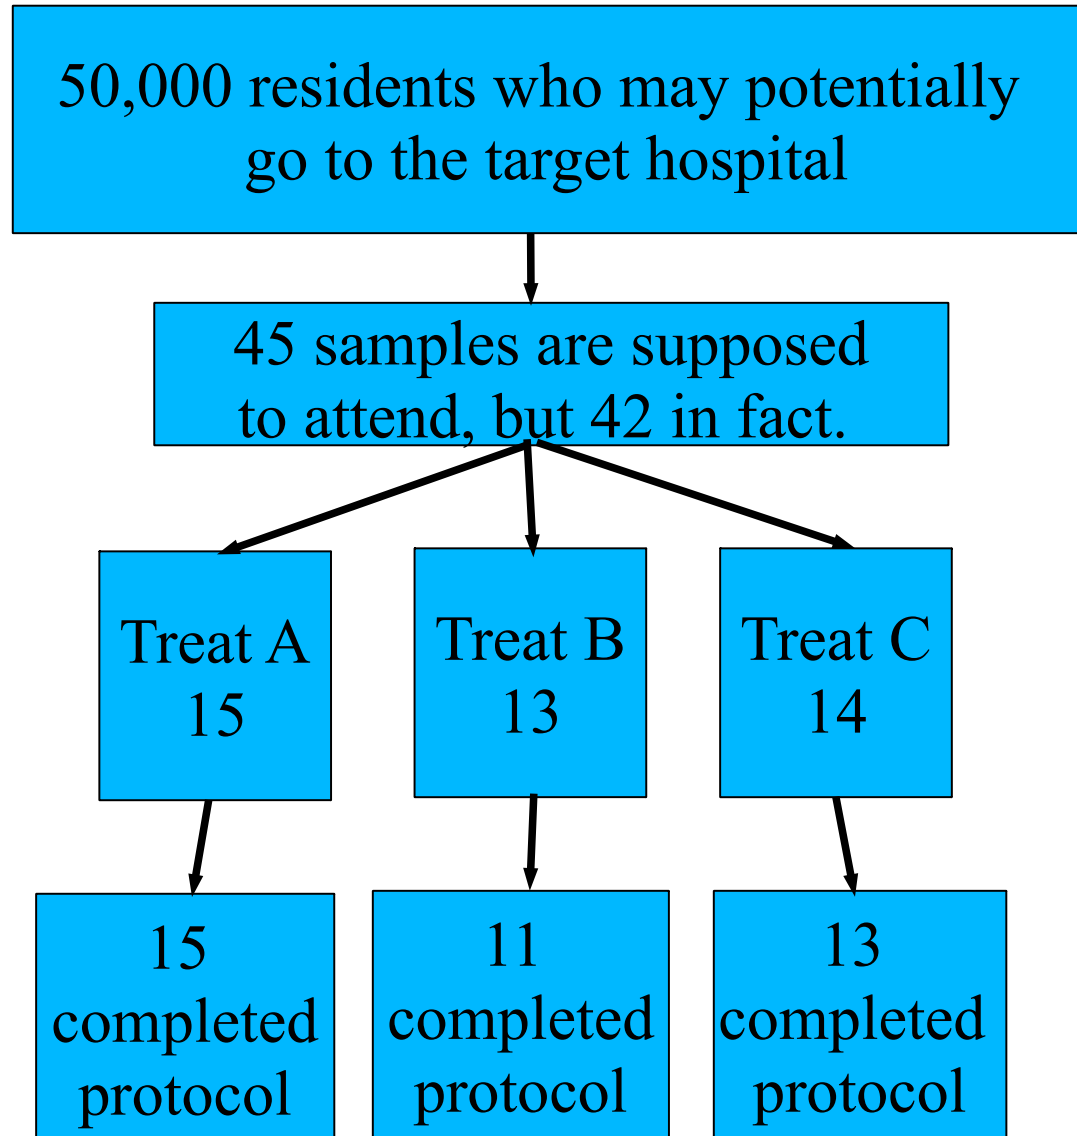 50,000 residents who may potentially
go to the target hospital
45 samples are supposed
to attend, but 42 in fact.
Treat A
15
Treat B
13
Treat C
14
15
completed
protocol
11
completed
protocol
13
completed
protocol